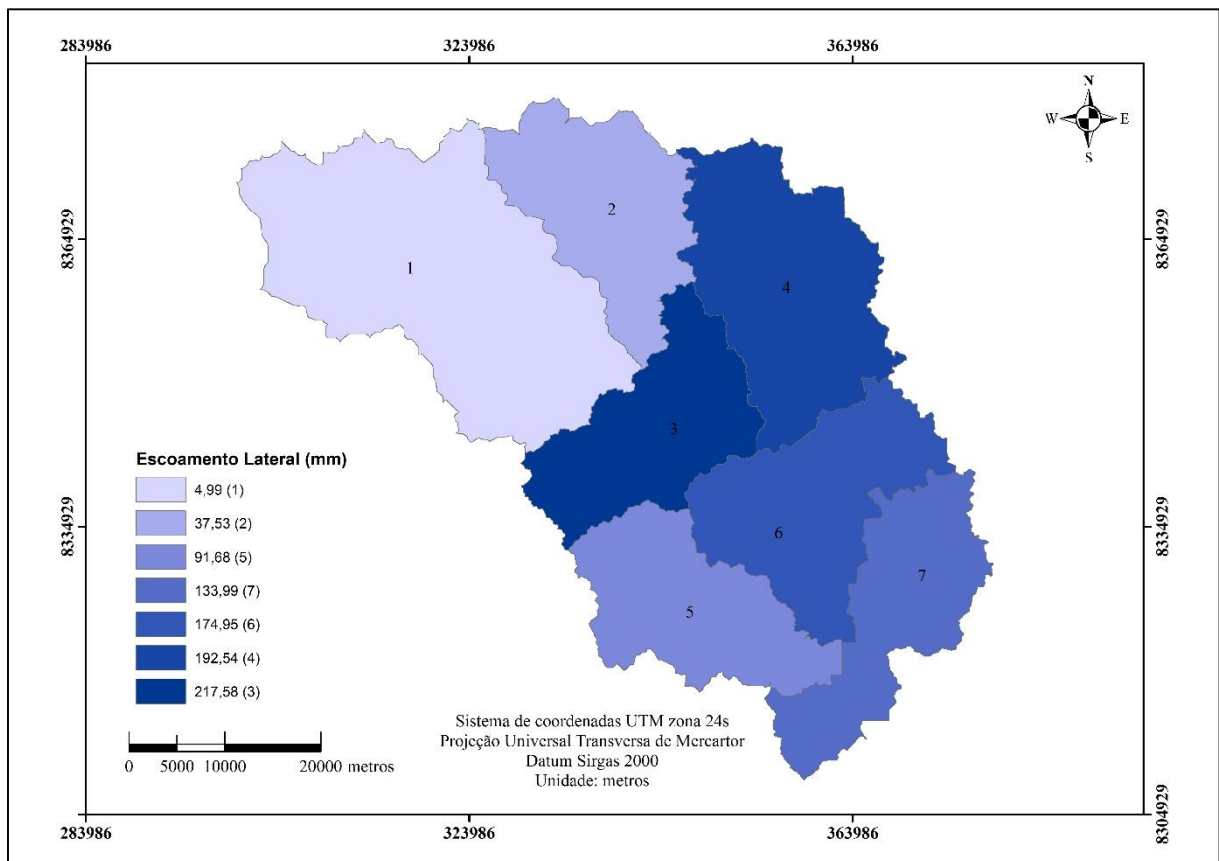 283986 323986 363986
N
W E
S
8364929 8364929
2
1
4
3
Escoamento Lateral (mm)
4,99 (1)
37,53 (2)
91,68 (5)
133,99 (7)
174,95 (6)
192,54 (4)
217,58 (3)
8334929 8334929
6
7
5
Sistema de coordenadas UTM zona 24s
Projeção Universal Transversa de Mercartor
Datum Sirgas 2000
Unidade: metros
0 5000 10000 20000 metros
8304929
283986 323986 363986